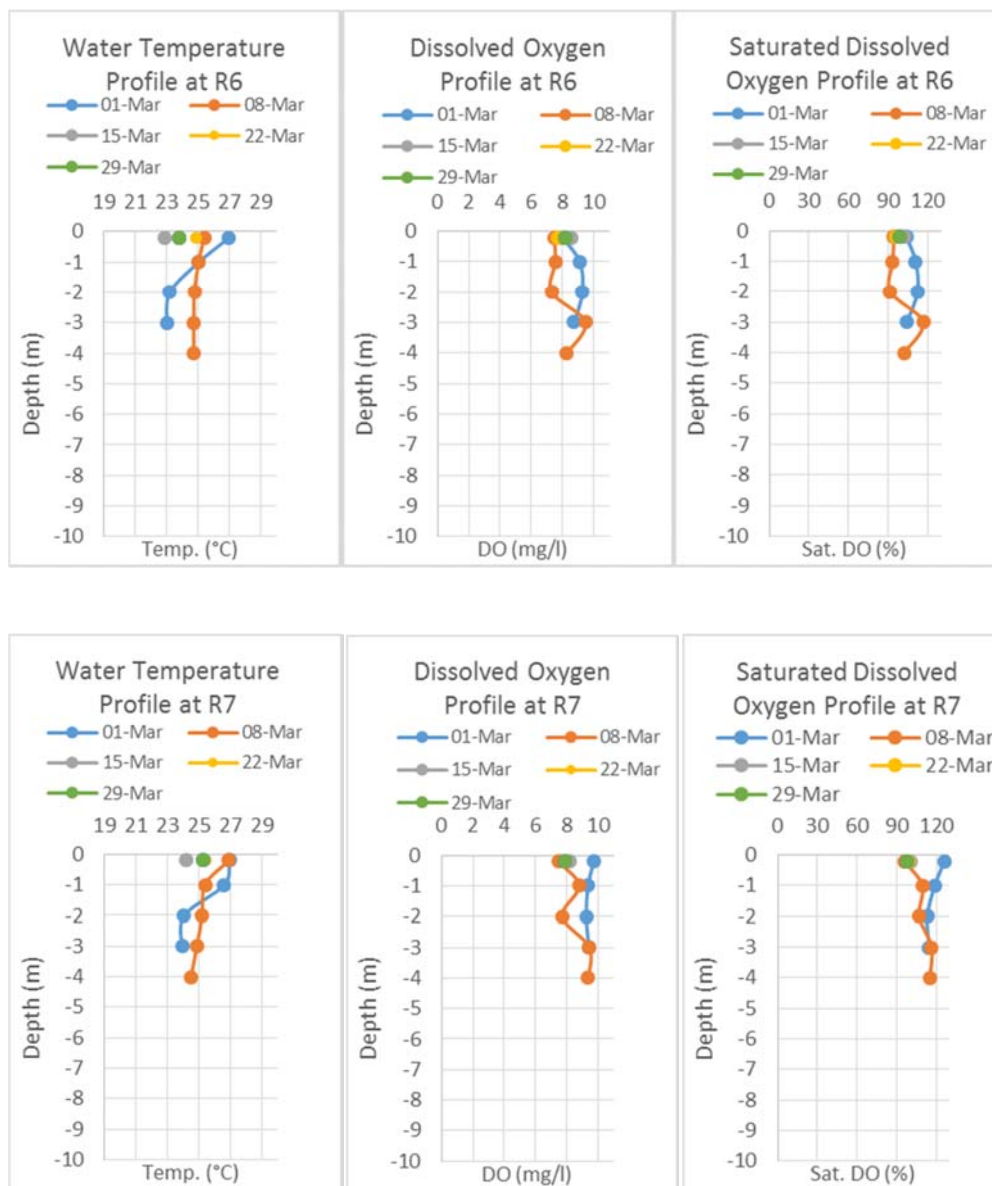 Water Temperature
Profile at R6
01-Mar 08-Mar
15-Mar 22-Mar
29-Mar
19 21 23 25 27 29
0
-1
-2
-3
-4
-5
-6
-7
-8
-9
-10
Depth (m)
Temp. (°C)
Dissolved Oxygen
Profile at R6
01-Mar 08-Mar
15-Mar 22-Mar
29-Mar
0 2 4 6 8 10
0
-1
-2
-3
-4
-5
-6
-7
-8
-9
-10
Depth (m)
DO (mg/l)
Saturated Dissolved
Oxygen Profile at R6
01-Mar 08-Mar
15-Mar 22-Mar
29-Mar
0 30 60 90 120
0
-1
-2
-3
-4
-5
-6
-7
-8
-9
-10
Depth (m)
Sat. DO (%)
Water Temperature
Profile at R7
01-Mar 08-Mar
15-Mar 22-Mar
29-Mar
19 21 23 25 27 29
0
-1
-2
-3
-4
-5
-6
-7
-8
-9
-10
Depth (m)
Temp. (°C)
Dissolved Oxygen
Profile at R7
01-Mar 08-Mar
15-Mar 22-Mar
29-Mar
0 2 4 6 8 10
0
-1
-2
-3
-4
-5
-6
-7
-8
-9
-10
Depth (m)
DO (mg/l)
Saturated Dissolved
Oxygen Profile at R7
01-Mar 08-Mar
15-Mar 22-Mar
29-Mar
0 30 60 90 120
0
-1
-2
-3
-4
-5
-6
-7
-8
-9
-10
Depth (m)
Sat. DO (%)